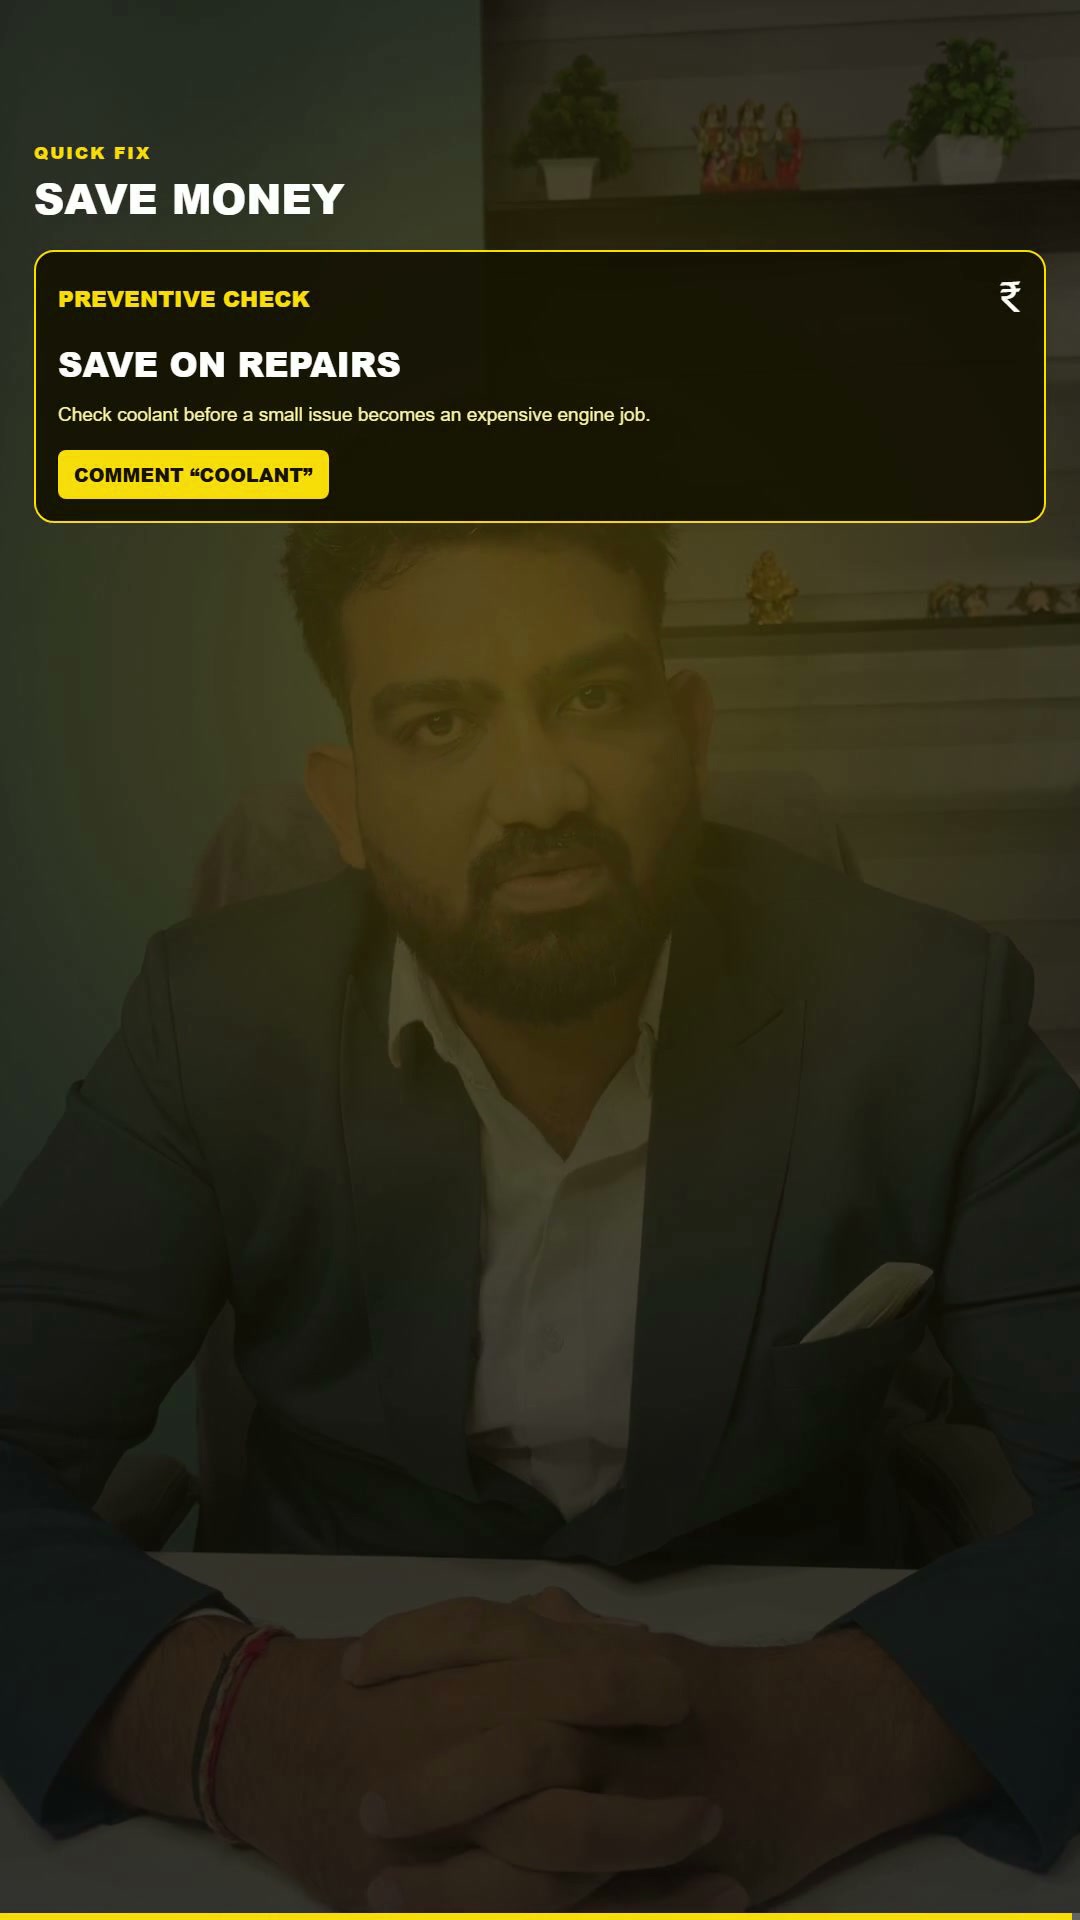 QUICK FIX
SAVE MONEY
PREVENTIVE CHECK ₹
SAVE ON REPAIRS
Check coolant before a small issue becomes an expensive engine job.
COMMENT “COOLANT”